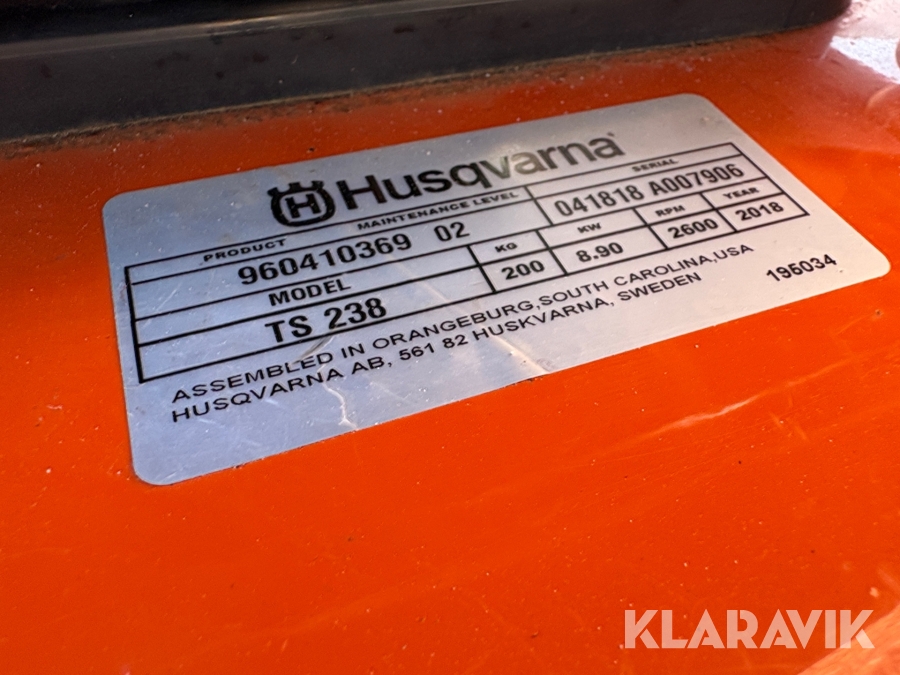 Husqvarna
PRODUCT MAINTENANCE LEVEL SERIAL
960410369 02 041818 A007906
MODEL KG KW RPM YEAR
TS 238 200 8.90 2600 2018
ASSEMBLED IN ORANGEBURG, SOUTH CAROLINA, USA
HUSQVARNA AB, 561 82 HUSKVARNA, SWEDEN 195034
KLARAVIK